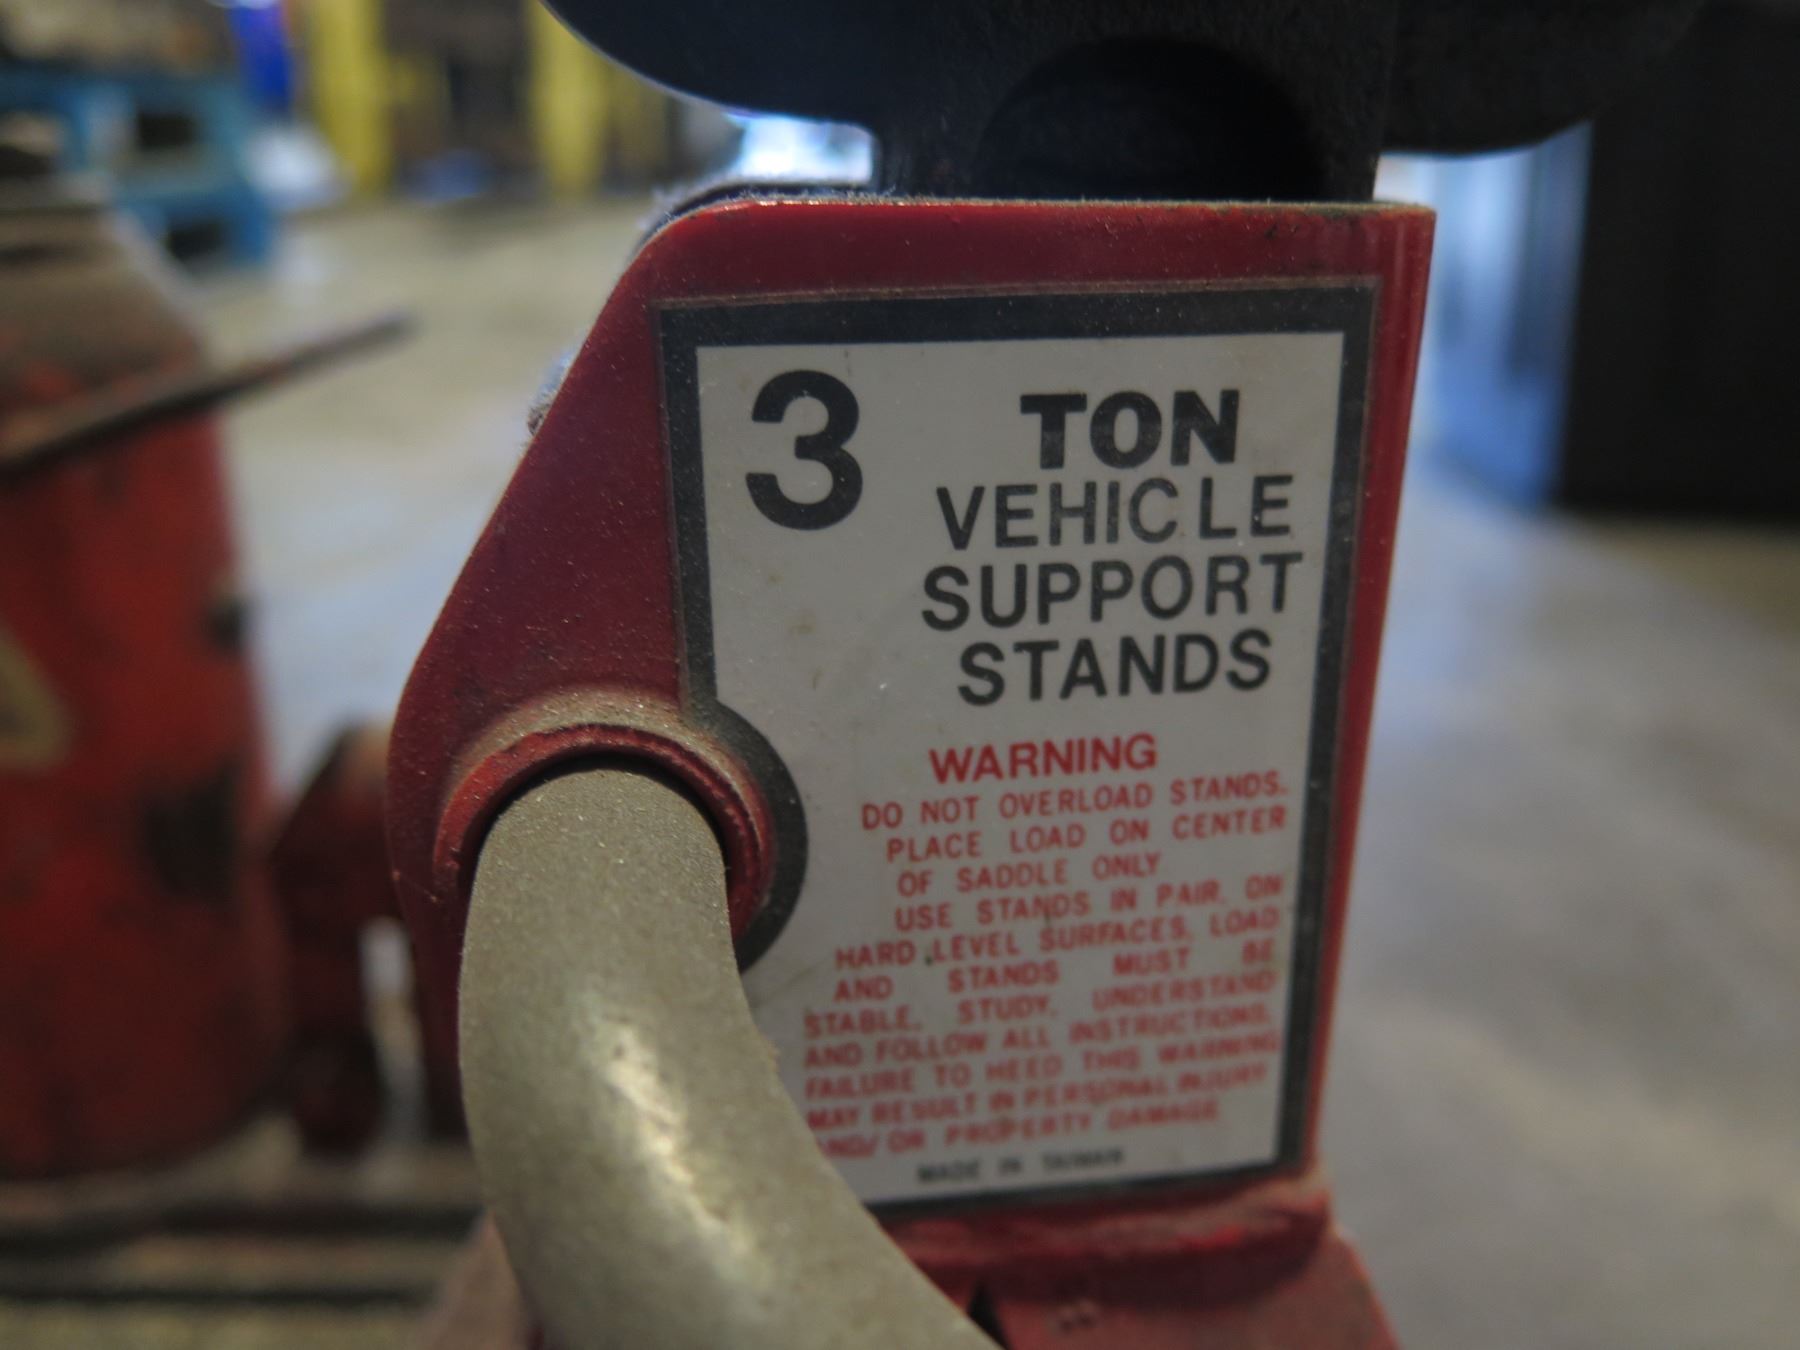 3 TON
VEHICLE
SUPPORT
STANDS
WARNING
DO NOT OVERLOAD STANDS.
PLACE LOAD ON CENTER
OF SADDLE ONLY
USE STANDS IN PAIR, ON
HARD LEVEL SURFACES, LOAD
AND STANDS MUST BE
STABLE, STUDY, UNDERSTAND
AND FOLLOW ALL INSTRUCTIONS.
FAILURE TO HEED THIS WARNING
MAY RESULT IN PERSONAL INJURY
AND/OR PROPERTY DAMAGE
MADE IN TAIWAN